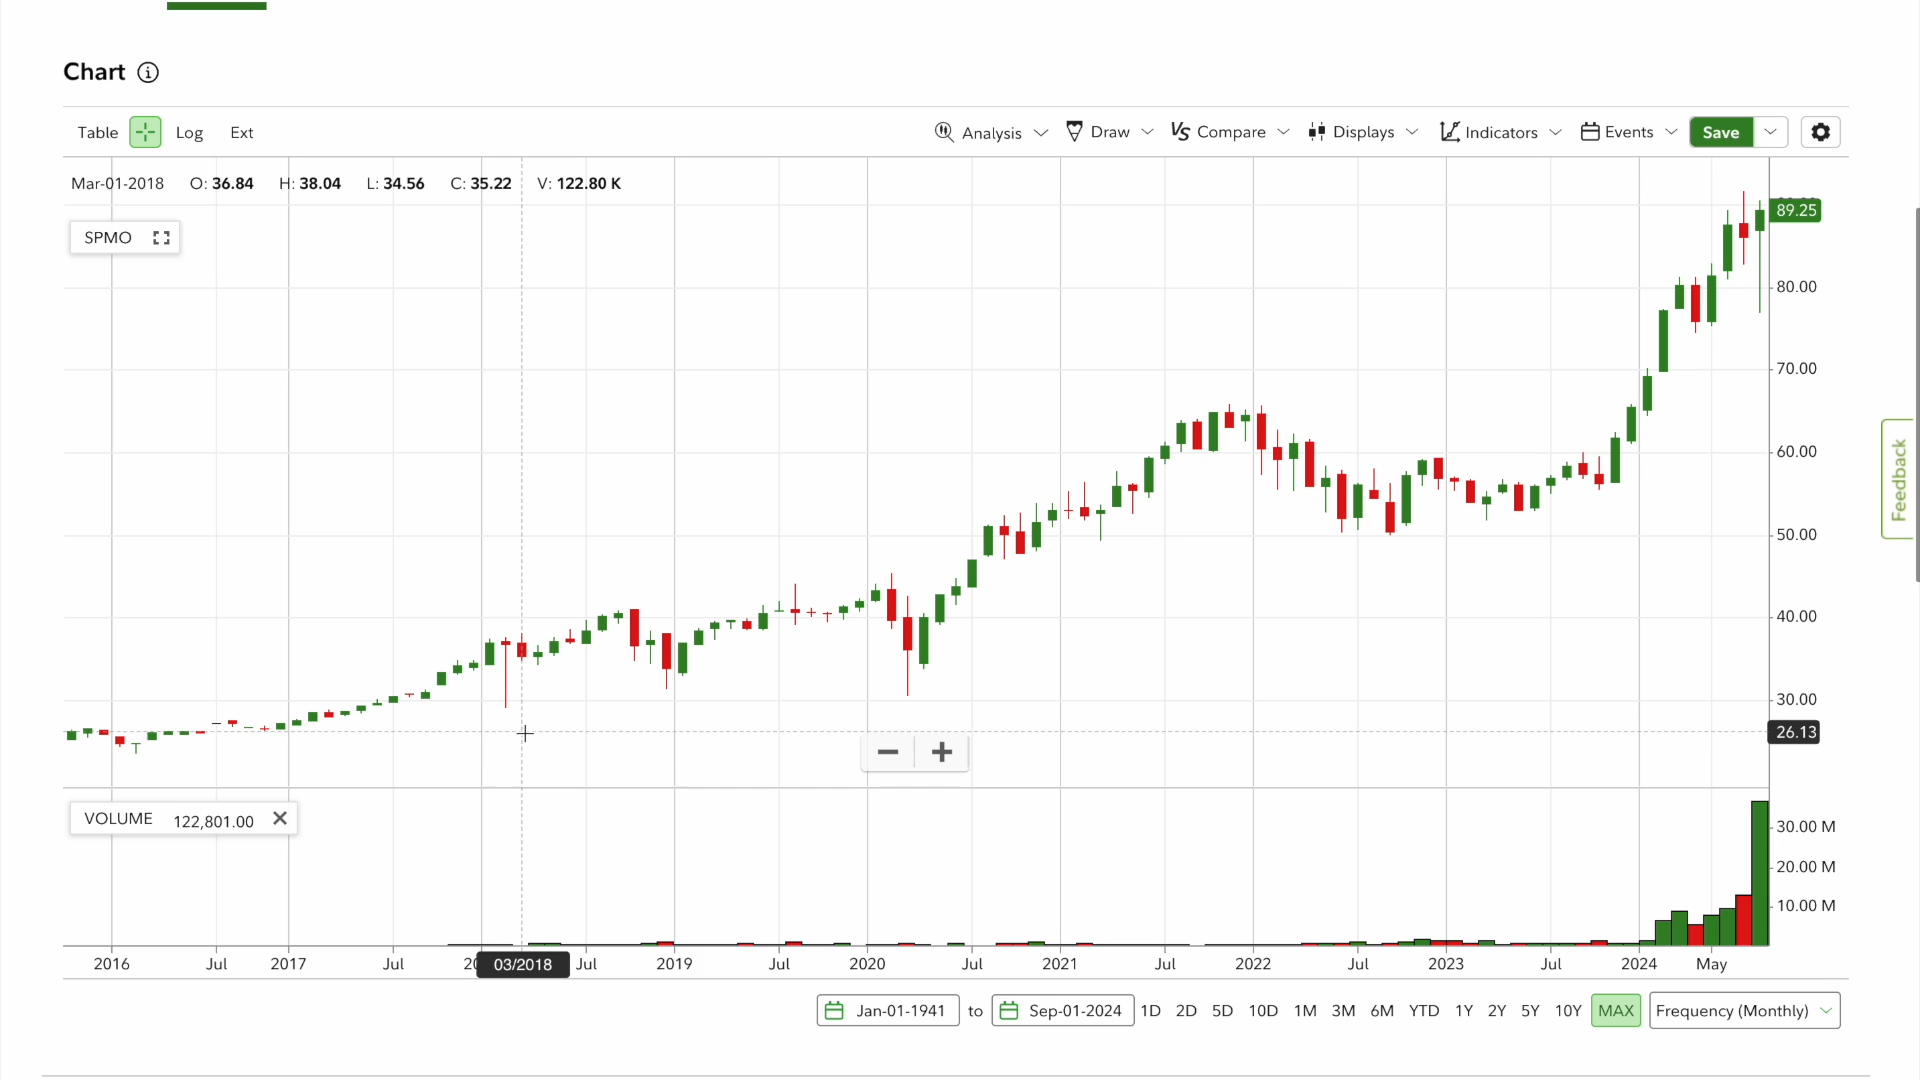 Chart
Table Log Ext Analysis Draw VS Compare Displays Indicators Events Save
Mar-01-2018 O: 36.84 H: 38.04 L: 34.56 C: 35.22 V: 122.80 K
89.25
SPMO
80.00
70.00
60.00
Feedback
50.00
40.00
30.00
26.13
VOLUME 122,801.00
30.00 M
20.00 M
10.00 M
2016 Jul 2017 Jul 03/2018 Jul 2019 Jul 2020 Jul 2021 Jul 2022 Jul 2023 Jul 2024 May
Jan-01-1941 to Sep-01-2024 1D 2D 5D 10D 1M 3M 6M YTD 1Y 2Y 5Y 10Y MAX Frequency (Monthly)